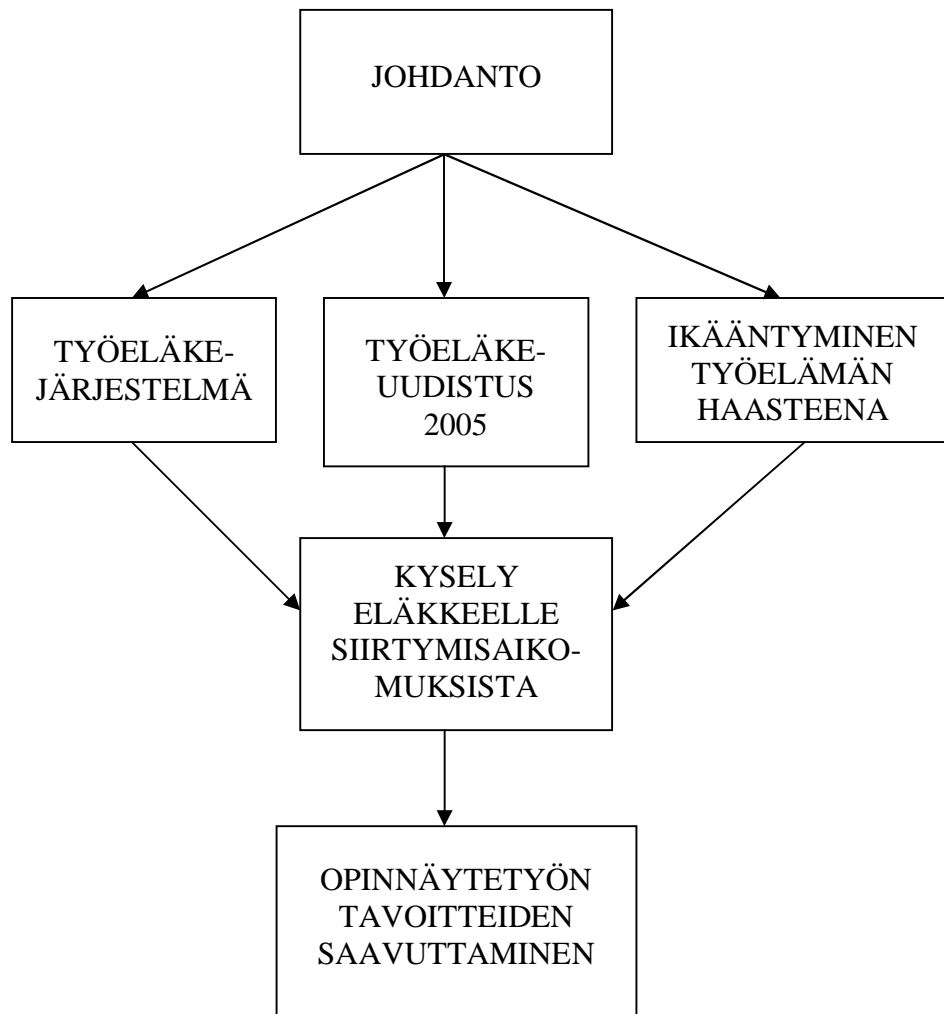 JOHDANTO
TYÖELÄKE-
JÄRJESTELMÄ
TYÖELÄKE-
UUDISTUS
2005
IKÄÄNTYMINEN
TYÖELÄMÄN
HAASTEENA
KYSELY
ELÄKKEELLE
SIIRTYMISAIKO-
MUKSISTA
OPINNÄYTETYÖN
TAVOITTEIDEN
SAAVUTTAMINEN